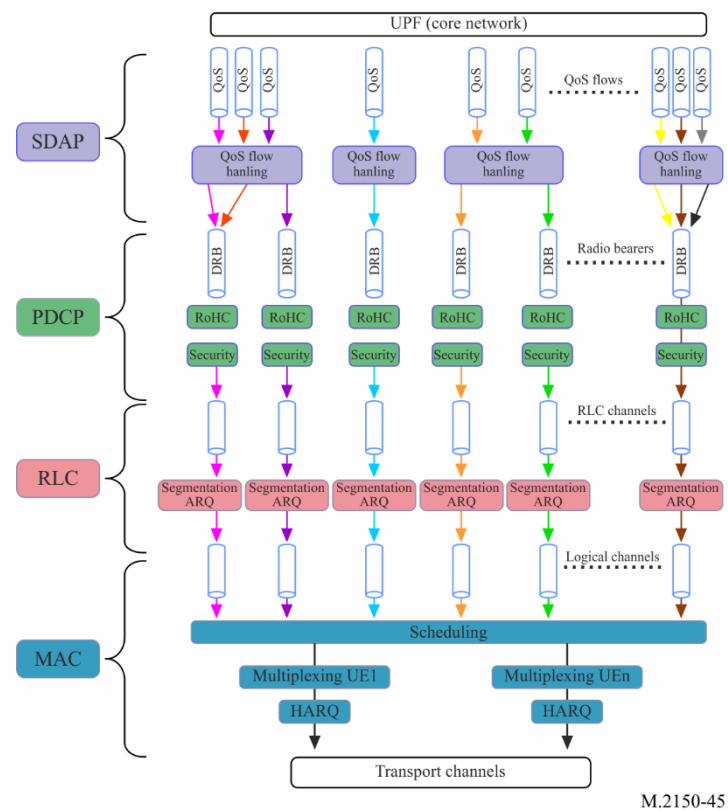 UPF (core network)
QoS QoS QoS QoS QoS QoS QoS flows QoS QoS QoS
SDAP
QoS flow
hanling
QoS flow
hanling
QoS flow
hanling
QoS flow
hanling
DRB DRB DRB DRB DRB Radio bearers DRB
PDCP
RoHC RoHC RoHC RoHC RoHC RoHC
Security Security Security Security Security Security
RLC channels
RLC
Segmentation
ARQ
Segmentation
ARQ
Segmentation
ARQ
Segmentation
ARQ
Segmentation
ARQ
Segmentation
ARQ
Logical channels
Scheduling
MAC
Multiplexing UE1 Multiplexing UEn
HARQ HARQ
Transport channels
M.2150-45